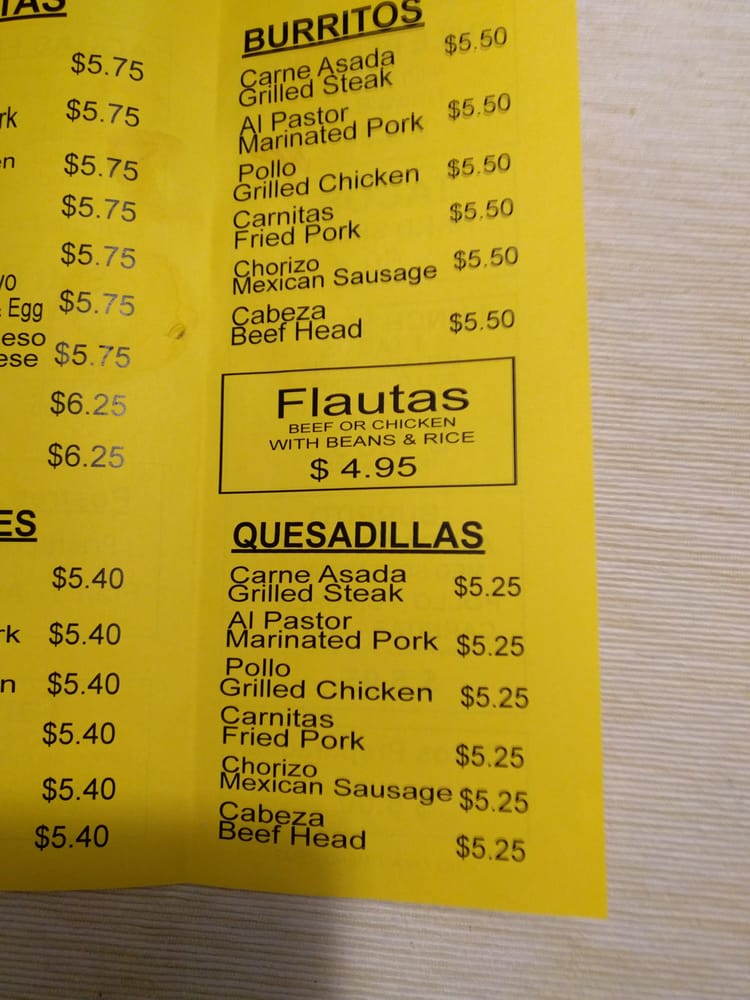 TAS
$5.75
rk $5.75
en $5.75
$5.75
$5.75
vo
& Egg $5.75
eso
ese $5.75
$6.25
$6.25
ES
$5.40
rk $5.40
n $5.40
$5.40
$5.40
$5.40
BURRITOS
Carne Asada $5.50
Grilled Steak
Al Pastor $5.50
Marinated Pork
Pollo $5.50
Grilled Chicken
Carnitas $5.50
Fried Pork
Chorizo $5.50
Mexican Sausage
Cabeza
Beef Head $5.50
Flautas
BEEF OR CHICKEN
WITH BEANS & RICE
$ 4.95
QUESADILLAS
Carne Asada
Grilled Steak $5.25
Al Pastor
Marinated Pork $5.25
Pollo
Grilled Chicken $5.25
Carnitas
Fried Pork $5.25
Chorizo
Mexican Sausage $5.25
Cabeza
Beef Head $5.25